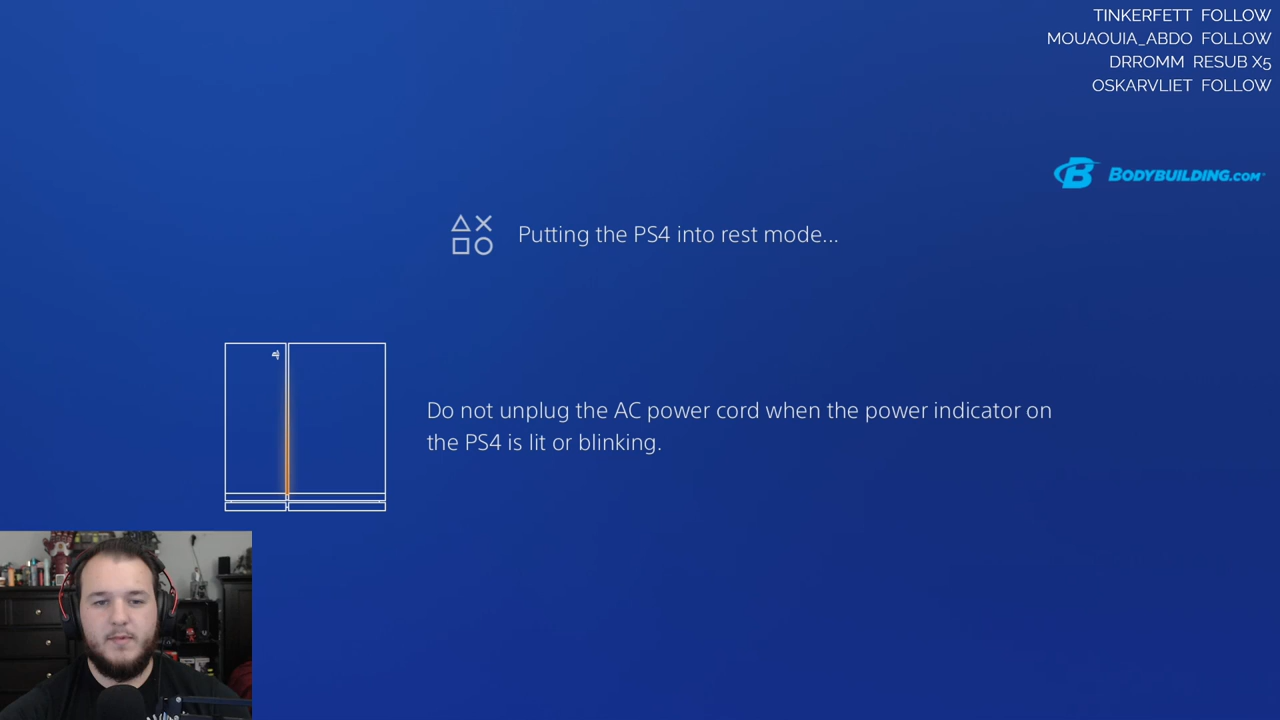 TINKERFETT FOLLOW
MOUAOUIA_ABDO FOLLOW
DRROMM RESUB X5
OSKARVLIET FOLLOW
BODYBUILDING.COM
Putting the PS4 into rest mode...
Do not unplug the AC power cord when the power indicator on
the PS4 is lit or blinking.